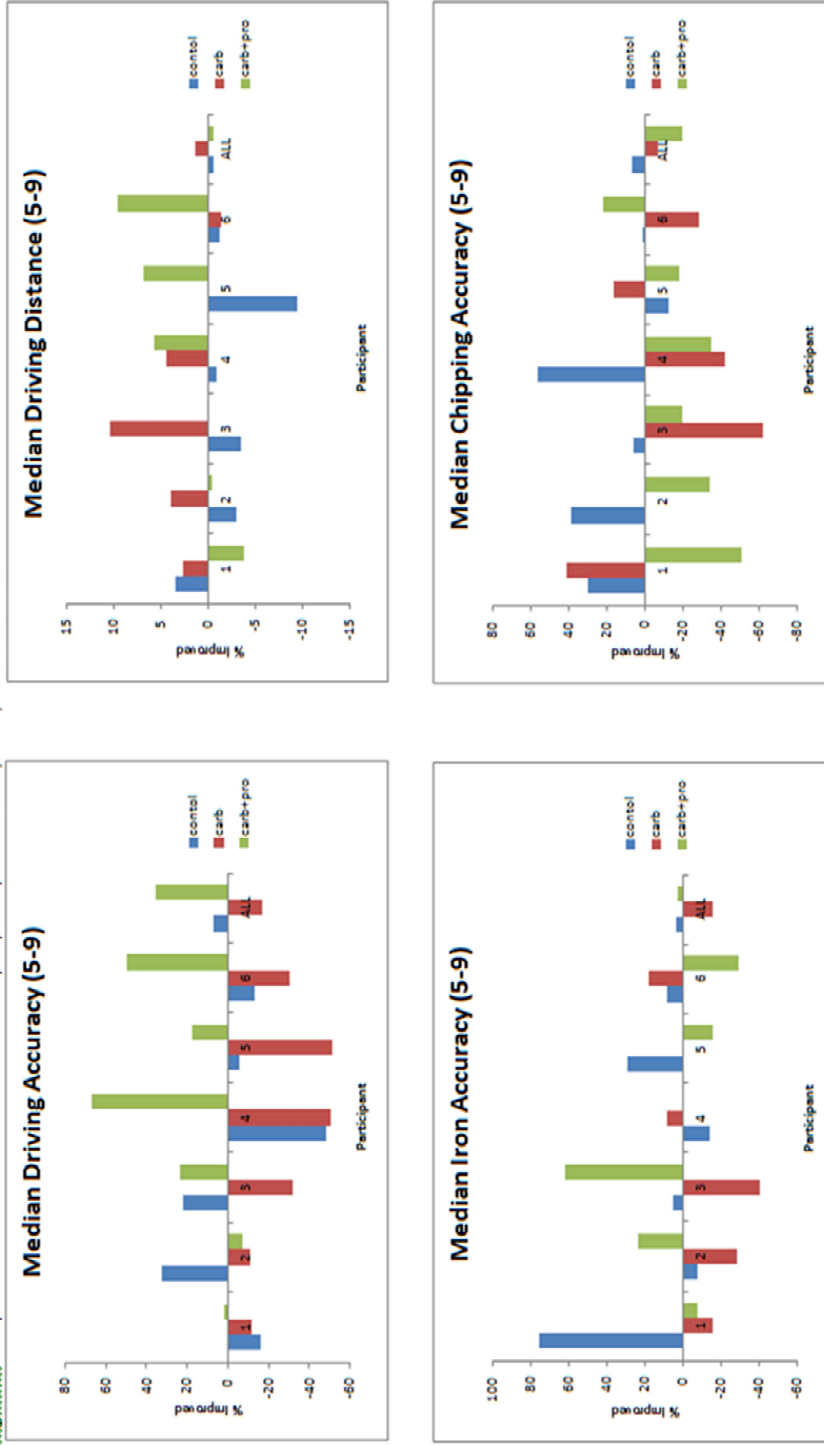 Median Driving Accuracy (5-9)
80
60
40
20
0
-20
-40
-60
% Improved
1
2
3
4
5
6
ALL
Participant
contol
carb
carb+pro
Median Driving Distance (5-9)
15
10
5
0
-5
-10
-15
% Improved
1
2
3
4
5
6
ALL
Participant
contol
carb
carb+pro
Median Iron Accuracy (5-9)
100
80
60
40
20
0
-20
-40
-60
% Improved
1
2
3
4
5
6
ALL
Participant
contol
carb
carb+pro
Median Chipping Accuracy (5-9)
80
60
40
20
0
-20
-40
-60
-80
% Improved
1
2
3
4
5
6
ALL
Participant
contol
carb
carb+pro